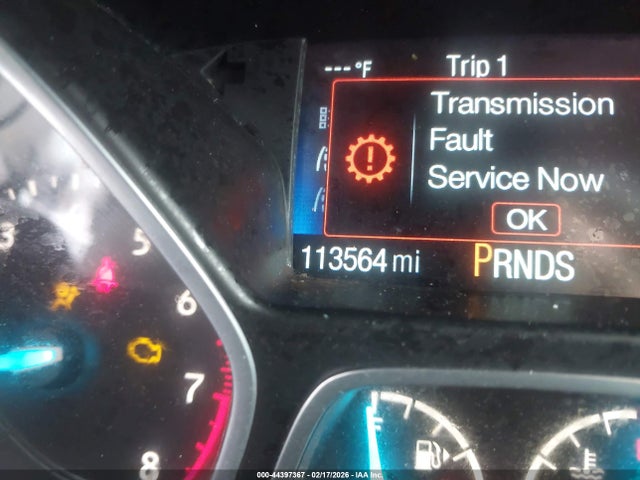 ---°F Trip 1
Transmission
Fault
Service Now
OK
113564 mi PRNDS
5
6
7
8
F
000-44397367 - 02/17/2026 - IAA Inc.